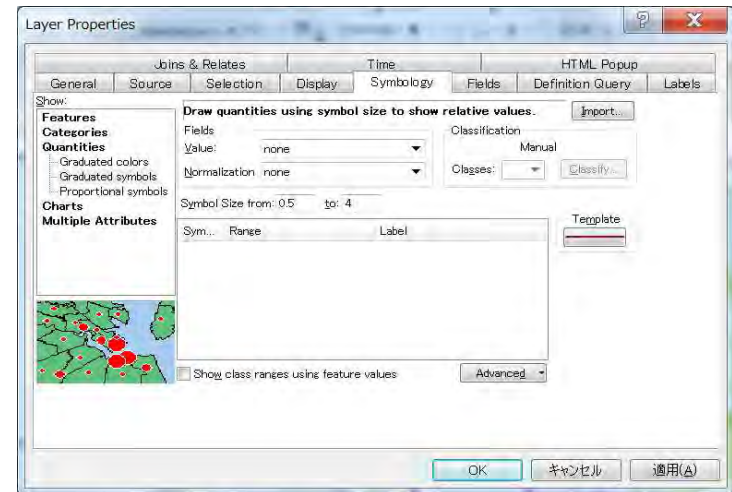 Layer Properties
Joins & Relates Time HTML Popup
General Source Selection Display Symbology Fields Definition Query Labels
Show:
Features
Categories
Quantities
Graduated colors
Graduated symbols
Proportional symbols
Charts
Multiple Attributes
Draw quantities using symbol size to show relative values.
Import...
Fields
Value: none
Normalization none
Classification
Manual
Classes:
Classify...
Symbol Size from: 0.5 to: 4
Sym... Range Label
Template
Show class ranges using feature values
Advanced
OK キャンセル 適用(A)